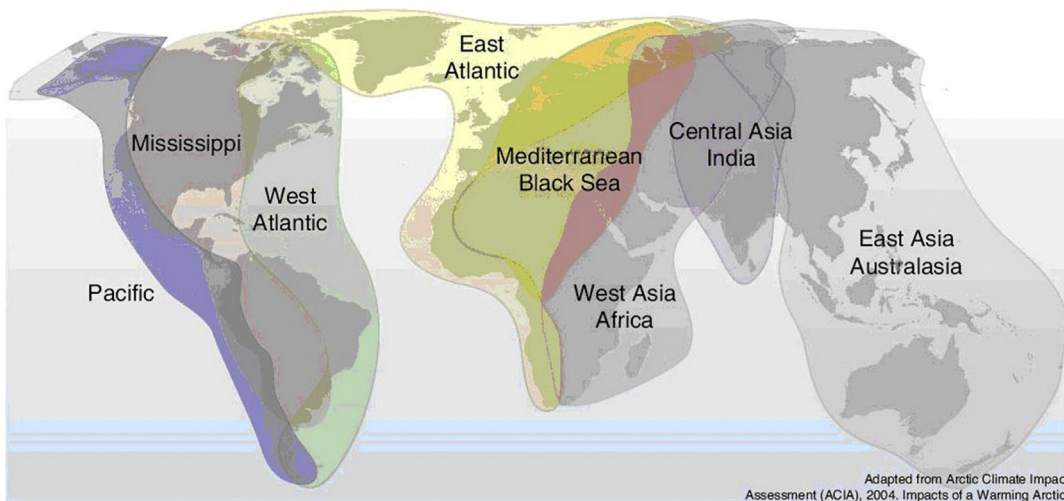 East
Atlantic
Mississippi
Central Asia
India
Mediterranean
Black Sea
West
Atlantic
East Asia
Australasia
Pacific
West Asia
Africa
Adapted from Arctic Climate Impa
Assessment (ACIA), 2004. Impacts of a Warming Arctic